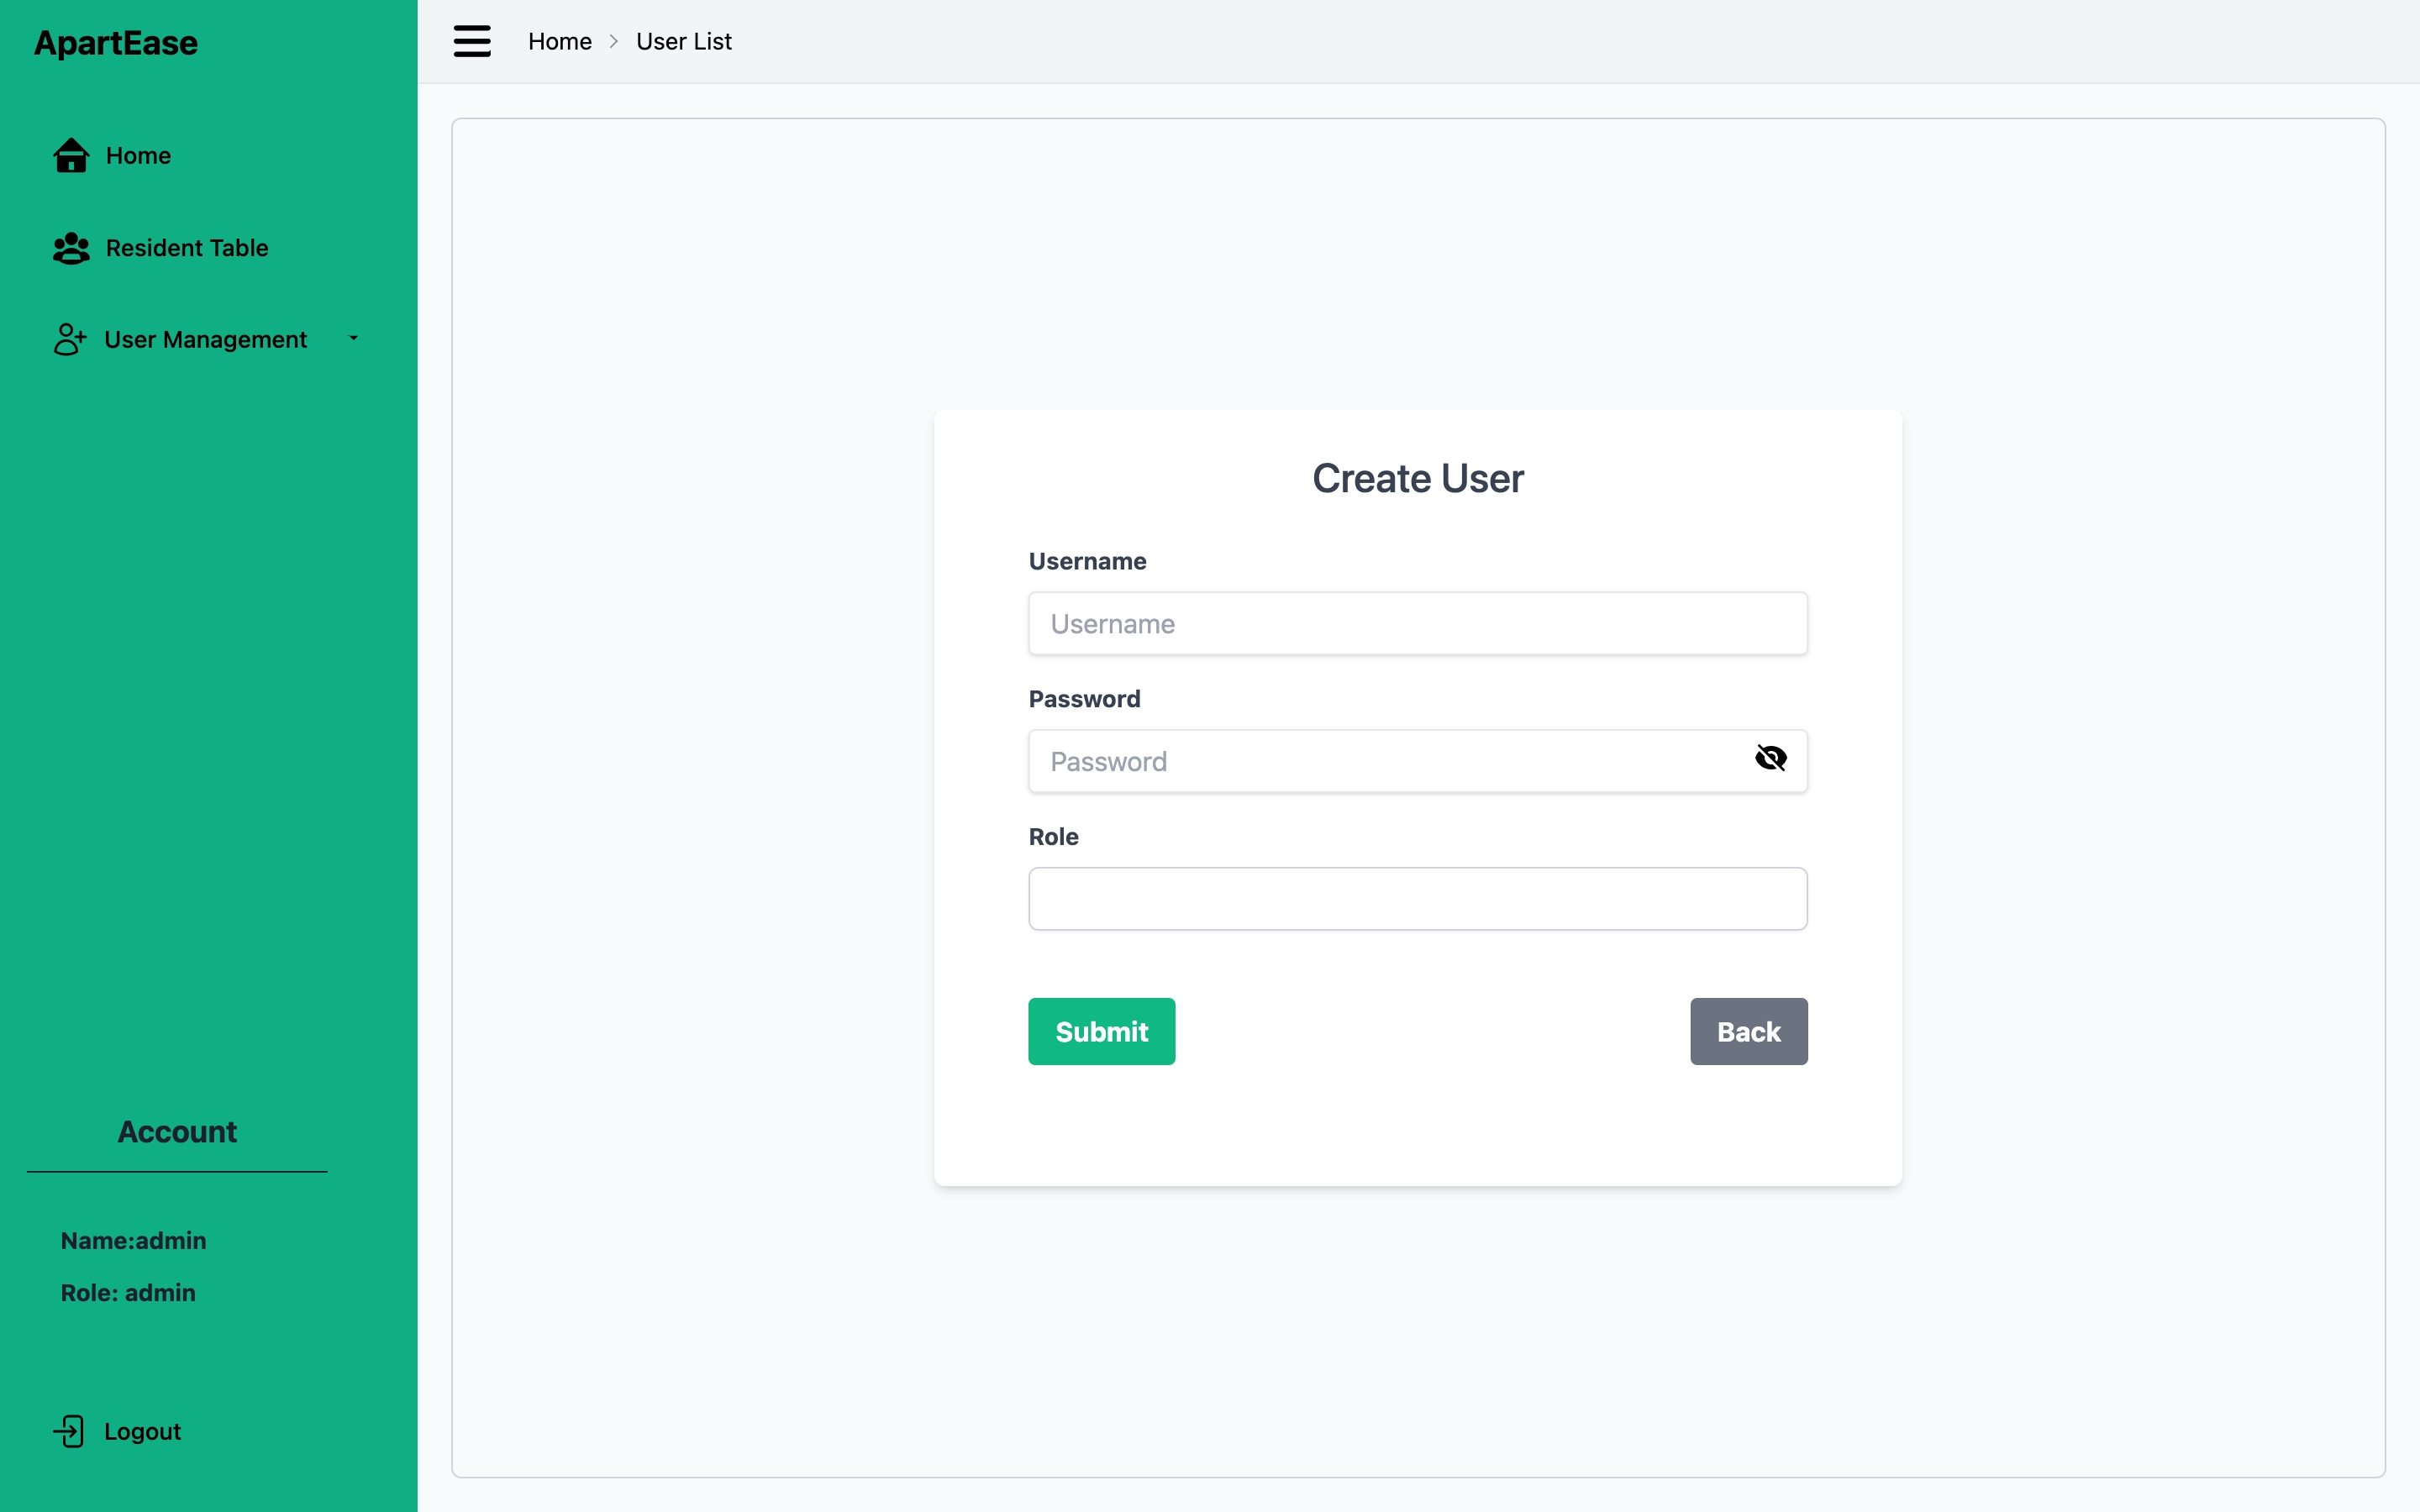 ApartEase
Home
Resident Table
User Management
Account
Name:admin
Role: admin
Logout
Home > User List
Create User
Username
Username
Password
Password
Role
Submit
Back